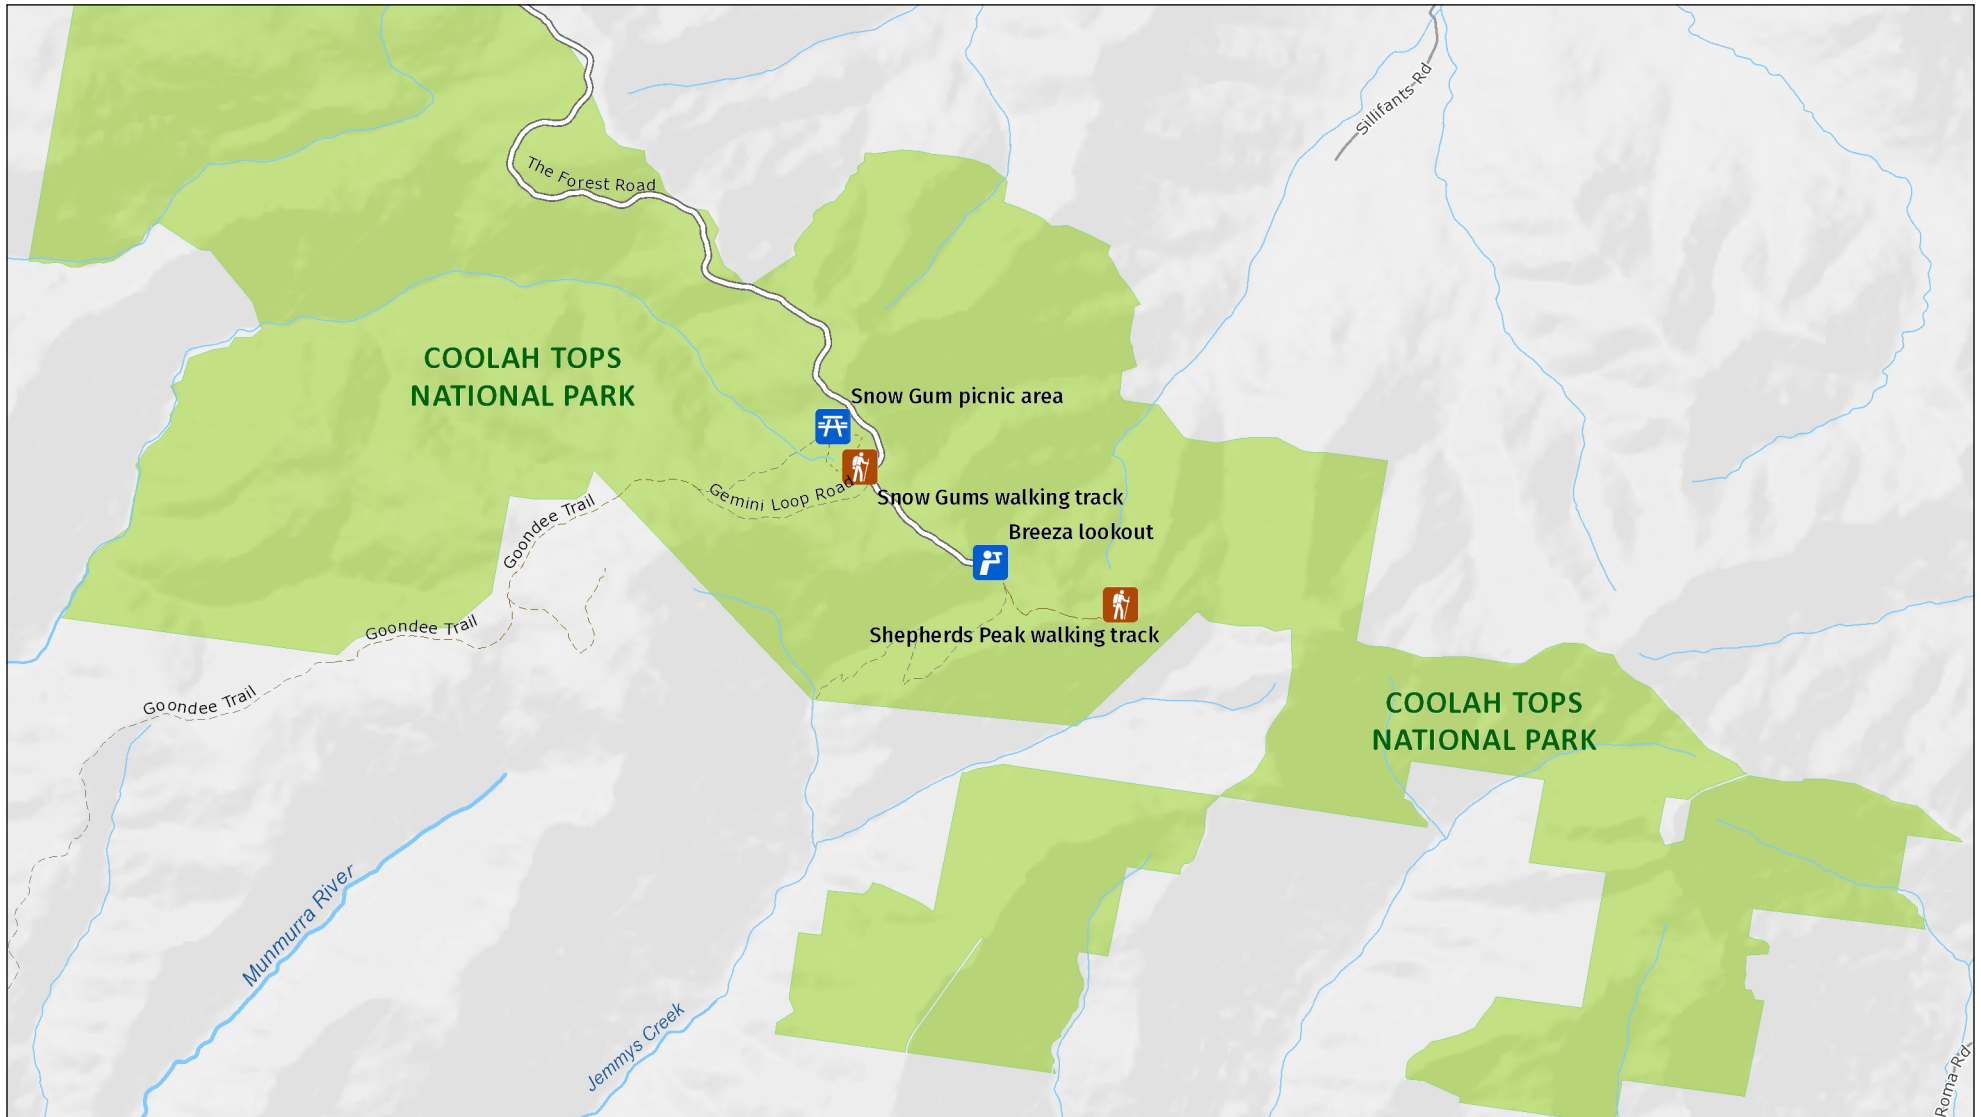 Sillifants-Rd
The Forest Road
COOLAH TOPS
NATIONAL PARK
Snow Gum picnic area
Gemini Loop Road
Snow Gums walking track
Goondee Trail
Breeza lookout
Goondee Trail
Shepherds Peak walking track
Goondee Trail
COOLAH TOPS
NATIONAL PARK
Munmurra River
Jemmys Creek
Roma-Rd